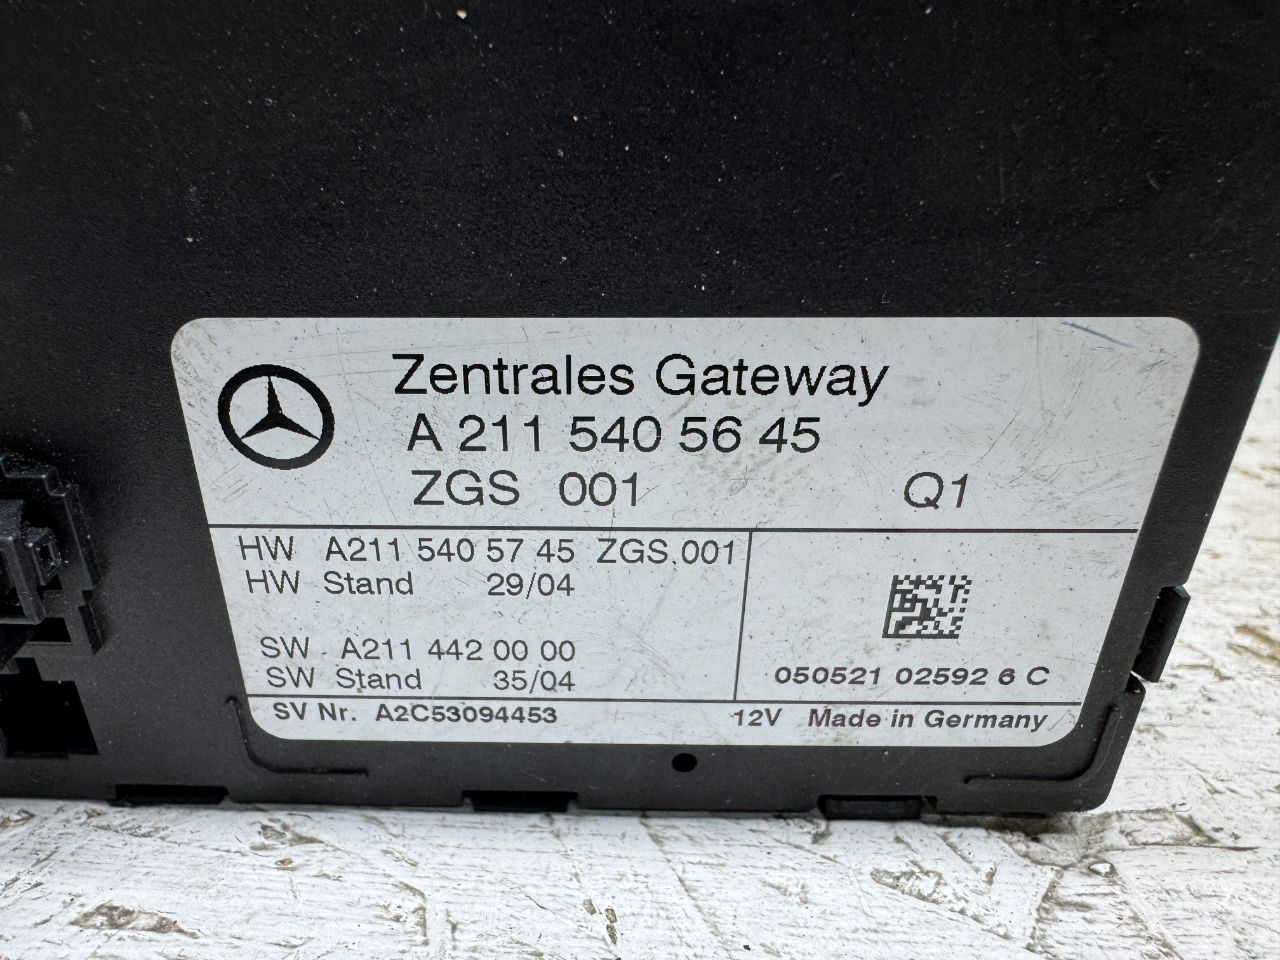 Zentrales Gateway
A 211 540 56 45
ZGS 001 Q1
HW A211 540 57 45 ZGS.001
HW Stand 29/04
SW A211 442 00 00
SW Stand 35/04
050521 02592 6 C
SV Nr. A2C53094453
12V Made in Germany